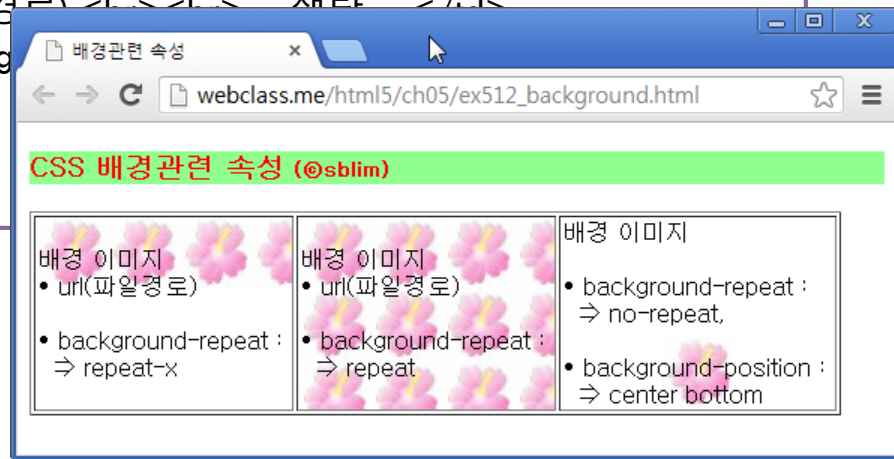 배경관련 속성
webclass.me/html5/ch05/ex512_background.html
CSS 배경관련 속성 (@sblim)
배경 이미지
• url(파일경로)
• background-repeat :
⇒ repeat-x
배경 이미지
• url(파일경로)
• background-repeat :
⇒ repeat
배경 이미지
• background-repeat :
⇒ no-repeat,
• background-position :
⇒ center bottom